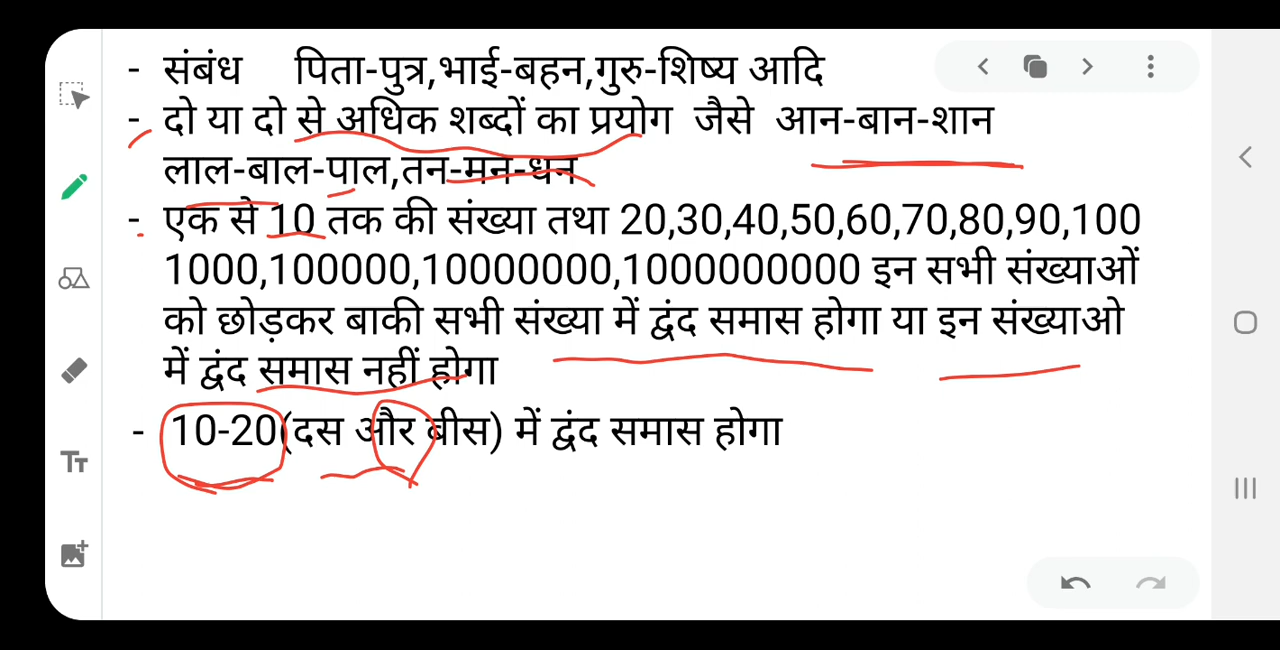 - संबंध पिता-पुत्र,भाई-बहन,गुरु-शिष्य आदि
- दो या दो से अधिक शब्दों का प्रयोग जैसे आन-बान-शान
लाल-बाल-पाल,तन-मन-धन
- एक से 10 तक की संख्या तथा 20,30,40,50,60,70,80,90,100
1000,100000,10000000,1000000000 इन सभी संख्याओं
को छोड़कर बाकी सभी संख्या में द्वंद समास होगा या इन संख्याओ
में द्वंद समास नहीं होगा
- 10-20(दस और बीस) में द्वंद समास होगा
Tт